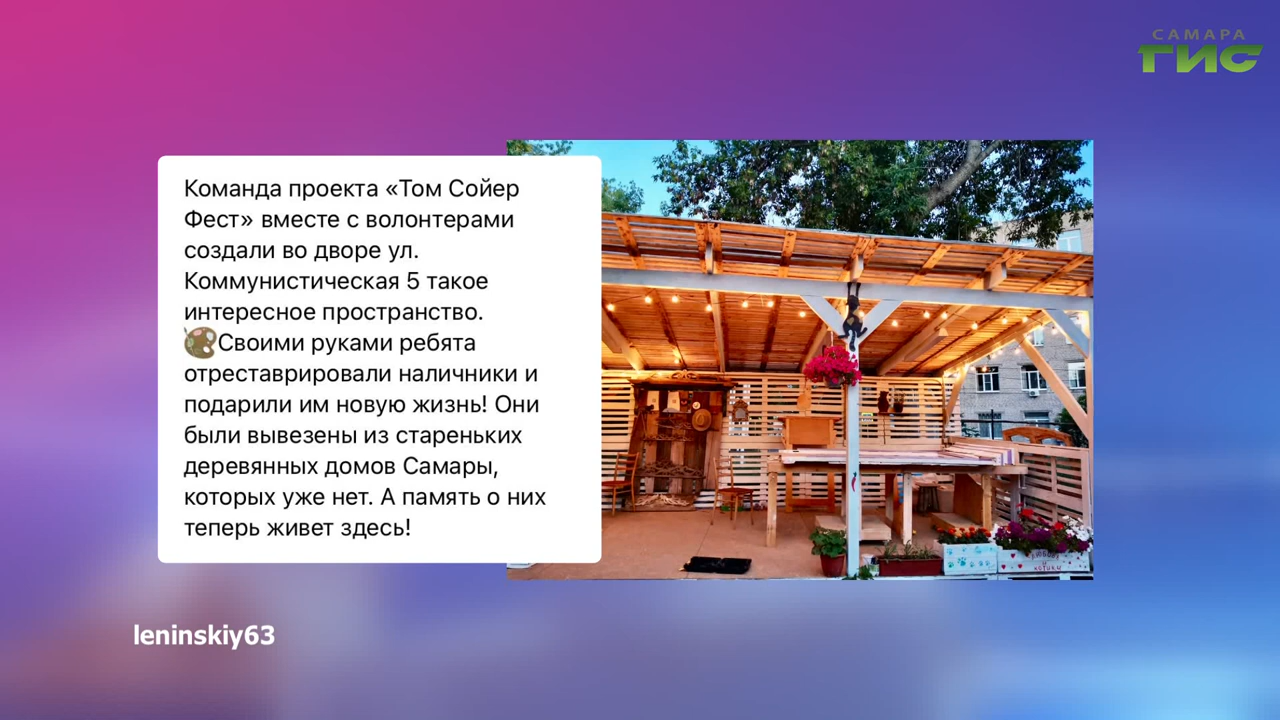 САМАРА
ГИС
Команда проекта «Том Сойер
Фест» вместе с волонтерами
создали во дворе ул.
Коммунистическая 5 такое
интересное пространство.
Своими руками ребята
отреставрировали наличники и
подарили им новую жизнь! Они
были вывезены из стареньких
деревянных домов Самары,
которых уже нет. А память о них
теперь живет здесь!
leninskiy63